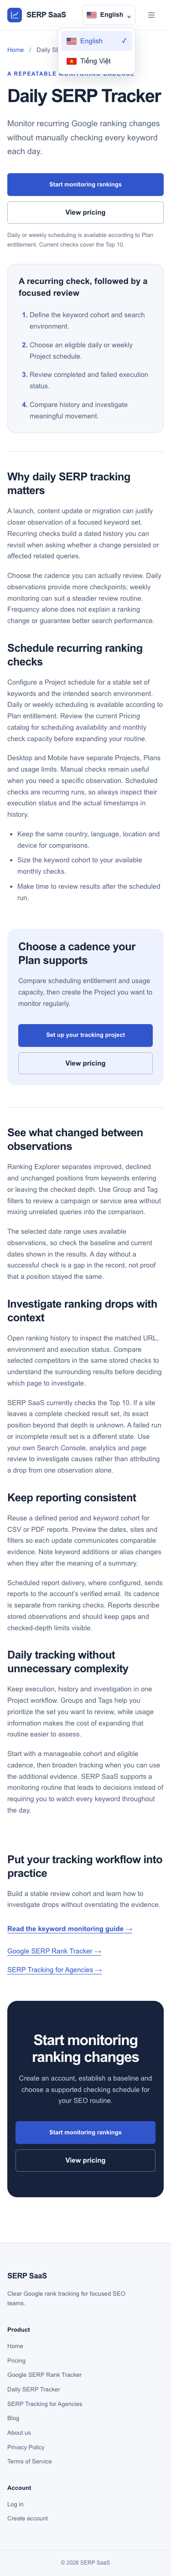 SERP SaaS
English
English ✓
Tiếng Việt
Home / Daily
A REPEATABLE MONITORING CADENCE
Daily SERP Tracker
Monitor recurring Google ranking changes
without manually checking every keyword
each day.
Start monitoring rankings
View pricing
Daily or weekly scheduling is available according to Plan
entitlement. Current checks cover the Top 10.
A recurring check, followed by a
focused review
1. Define the keyword cohort and search
environment.
2. Choose an eligible daily or weekly
Project schedule.
3. Review completed and failed execution
status.
4. Compare history and investigate
meaningful movement.
Why daily SERP tracking
matters
A launch, content update or migration can justify
closer observation of a focused keyword set.
Recurring checks build a dated history you can
revisit when asking whether a change persisted or
affected related queries.
Choose the cadence you can actually review. Daily
observations provide more checkpoints; weekly
monitoring can suit a steadier review routine.
Frequency alone does not explain a ranking
change or guarantee better search performance.
Schedule recurring ranking
checks
Configure a Project schedule for a stable set of
keywords and the intended search environment.
Daily or weekly scheduling is available according to
Plan entitlement. Review the current Pricing
catalog for scheduling availability and monthly
check capacity before expanding your routine.
Desktop and Mobile have separate Projects, Plans
and usage limits. Manual checks remain useful
when you need a specific observation. Scheduled
checks are recurring runs, so always inspect their
execution status and the actual timestamps in
history.
• Keep the same country, language, location and
device for comparisons.
• Size the keyword cohort to your available
monthly checks.
• Make time to review results after the scheduled
run.
Choose a cadence your
Plan supports
Compare scheduling entitlement and usage
capacity, then create the Project you want to
monitor regularly.
Set up your tracking project
View pricing
See what changed between
observations
Ranking Explorer separates improved, declined
and unchanged positions from keywords entering
or leaving the checked depth. Use Group and Tag
filters to review a campaign or service area without
mixing unrelated queries into the comparison.
The selected date range uses available
observations, so check the baseline and current
dates shown in the results. A day without a
successful check is a gap in the record, not proof
that a position stayed the same.
Investigate ranking drops with
context
Open ranking history to inspect the matched URL,
environment and execution status. Compare
selected competitors in the same stored checks to
understand the surrounding results before deciding
which page to investigate.
SERP SaaS currently checks the Top 10. If a site
leaves a complete checked result set, its exact
position beyond that depth is unknown. A failed run
or incomplete result set is a different state. Use
your own Search Console, analytics and page
review to investigate causes rather than attributing
a drop from one observation alone.
Keep reporting consistent
Reuse a defined period and keyword cohort for
CSV or PDF reports. Preview the dates, sites and
filters so each update communicates comparable
evidence. Note keyword additions or alias changes
when they alter the meaning of a summary.
Scheduled report delivery, where configured, sends
reports to the account's verified email. Its cadence
is separate from ranking checks. Reports describe
stored observations and should keep gaps and
checked-depth limits visible.
Daily tracking without
unnecessary complexity
Keep execution, history and investigation in one
Project workflow. Groups and Tags help you
prioritize the set you want to review, while usage
information makes the cost of expanding that
routine easier to assess.
Start with a manageable cohort and eligible
cadence, then broaden tracking when you can use
the additional evidence. SERP SaaS supports a
monitoring routine that leads to decisions instead of
requiring you to watch every keyword throughout
the day.
Put your tracking workflow into
practice
Build a stable review cohort and learn how to
investigate drops without overstating the evidence.
Read the keyword monitoring guide →
Google SERP Rank Tracker →
SERP Tracking for Agencies →
Start monitoring
ranking changes
Create an account, establish a baseline and
choose a supported checking schedule for
your SEO routine.
Start monitoring rankings
View pricing
SERP SaaS
Clear Google rank tracking for focused SEO
teams.
Product
Home
Pricing
Google SERP Rank Tracker
Daily SERP Tracker
SERP Tracking for Agencies
Blog
About us
Privacy Policy
Terms of Service
Account
Log in
Create account
© 2026 SERP SaaS